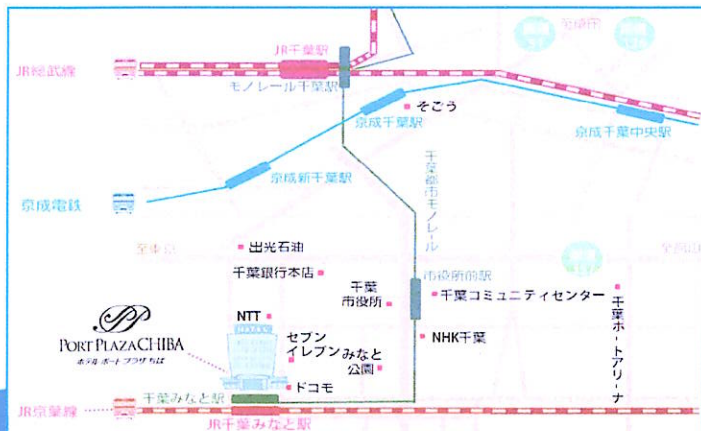 JR千葉駅
JR総武線
モノレール千葉駅
そごう
京成千葉駅
京成千葉中央駅
京成新千葉駅
京成電鉄
千葉都市モノレール
至東京
出光石油
千葉銀行本店
市役所前駅
千葉
市役所
千葉コミュニティセンター
千葉ポートアリーナ
NTT
HOTEL
PORT PLAZA CHIBA
ホテル ポートプラザ ちば
セブン
イレブン
みなと
公園
NHK千葉
ドコモ
千葉みなと駅
JR京葉線
JR千葉みなと駅